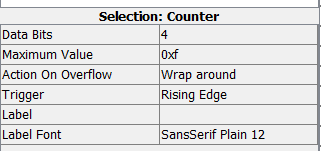 Selection: Counter
Data Bits 4
Maximum Value 0xf
Action On Overflow Wrap around
Trigger Rising Edge
Label
Label Font SansSerif Plain 12